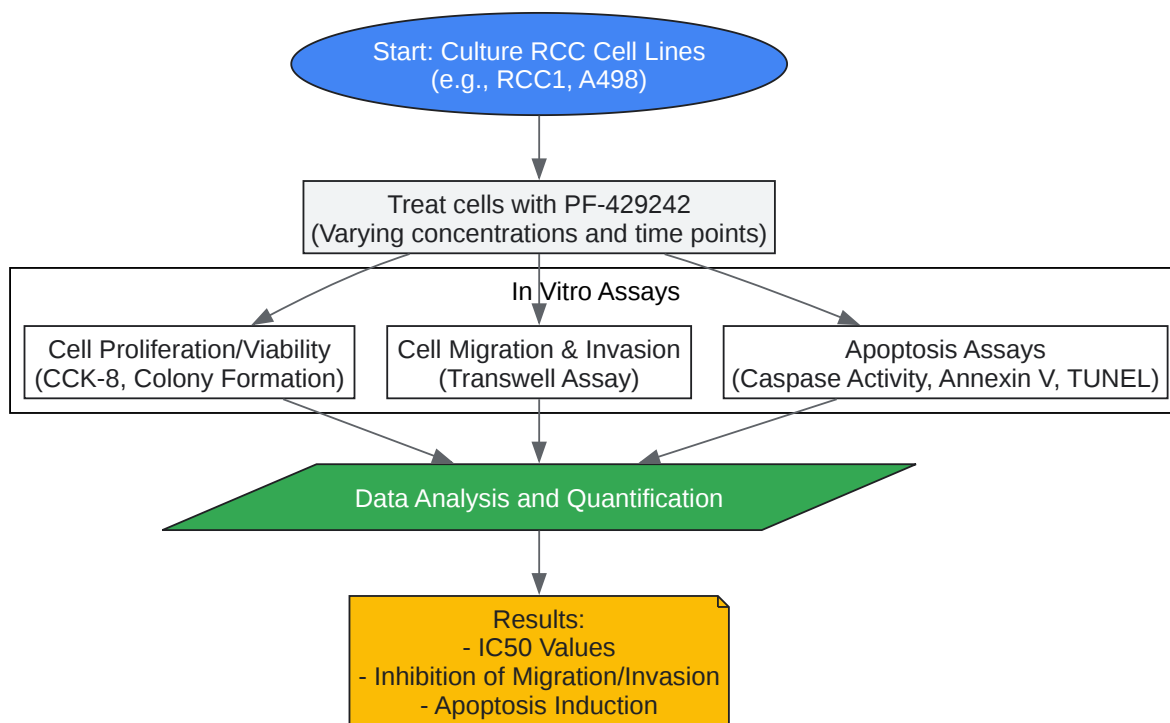 Start: Culture RCC Cell Lines
(e.g., RCC1, A498)
Treat cells with PF-429242
(Varying concentrations and time points)
In Vitro Assays
Cell Proliferation/Viability
(CCK-8, Colony Formation)
Cell Migration & Invasion
(Transwell Assay)
Apoptosis Assays
(Caspase Activity, Annexin V, TUNEL)
Data Analysis and Quantification
Results:
- IC50 Values
- Inhibition of Migration/Invasion
- Apoptosis Induction